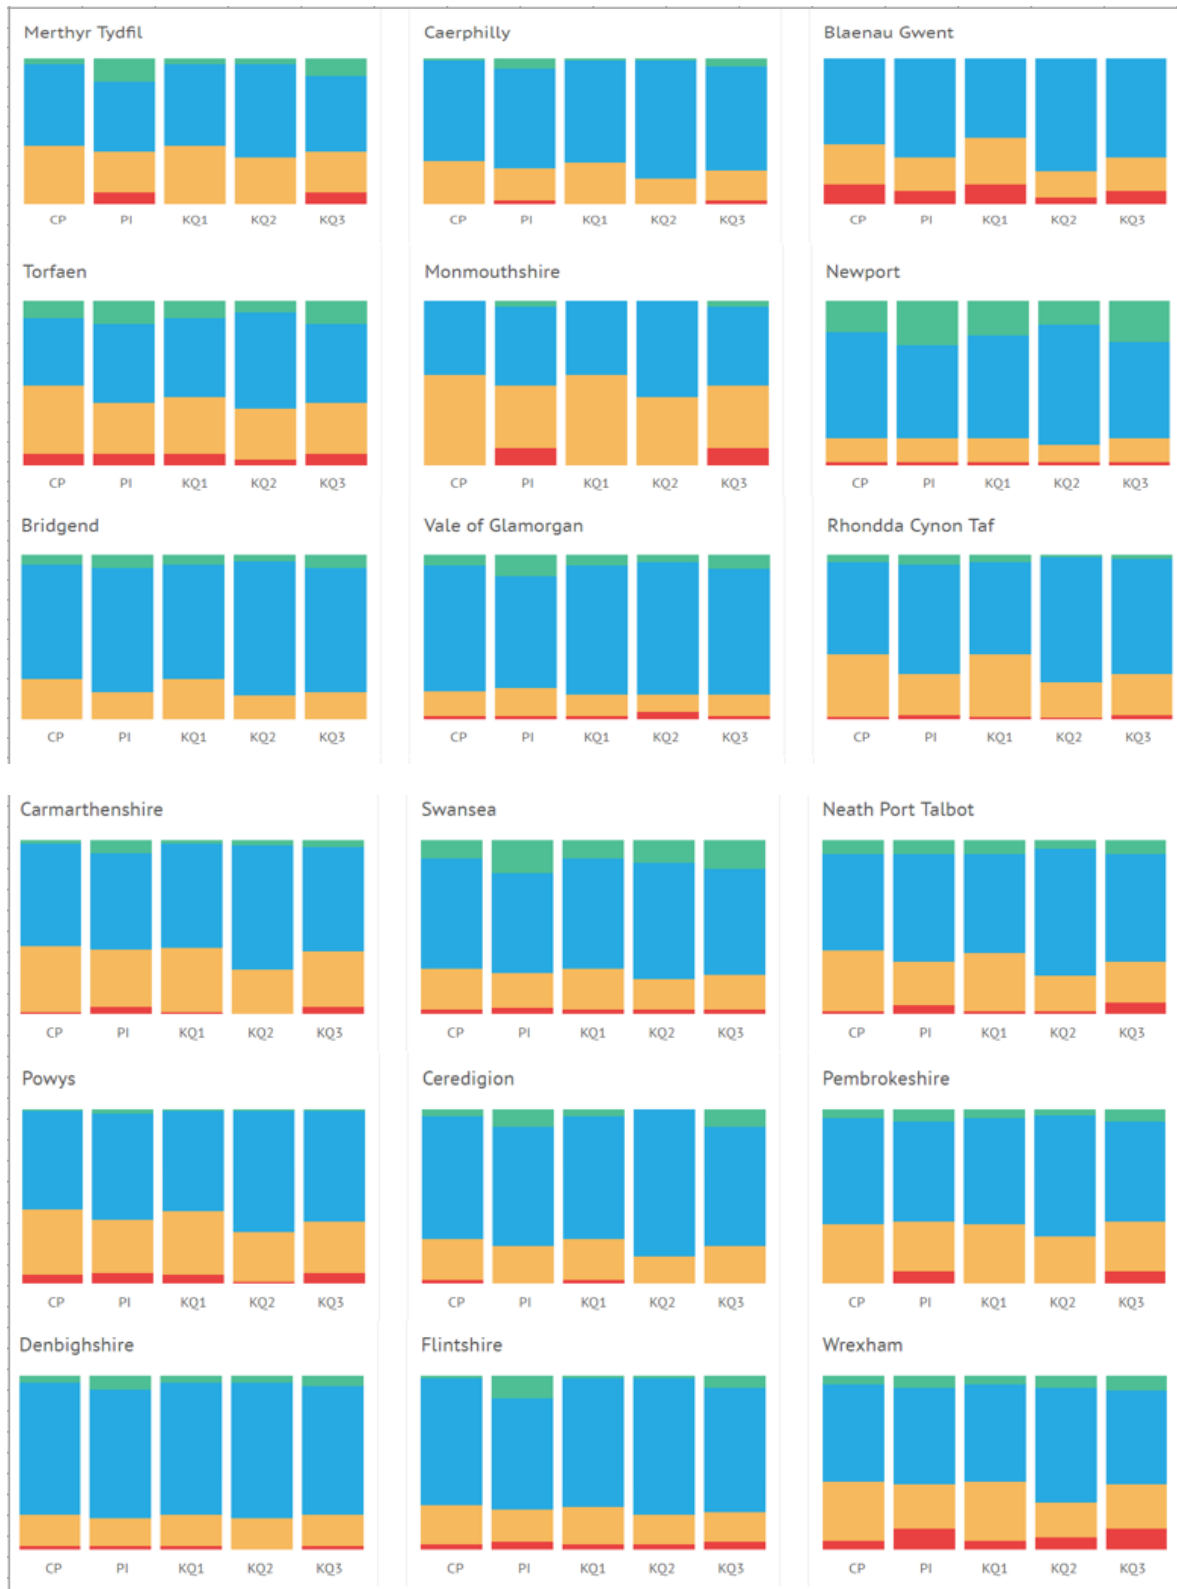 Merthyr Tydfil Caerphilly Blaenau Gwent
CP PI KQ1 KQ2 KQ3 CP PI KQ1 KQ2 KQ3 CP PI KQ1 KQ2 KQ3
Torfaen Monmouthshire Newport
CP PI KQ1 KQ2 KQ3 CP PI KQ1 KQ2 KQ3 CP PI KQ1 KQ2 KQ3
Bridgend Vale of Glamorgan Rhondda Cynon Taf
CP PI KQ1 KQ2 KQ3 CP PI KQ1 KQ2 KQ3 CP PI KQ1 KQ2 KQ3
Carmarthenshire Swansea Neath Port Talbot
CP PI KQ1 KQ2 KQ3 CP PI KQ1 KQ2 KQ3 CP PI KQ1 KQ2 KQ3
Powys Ceredigion Pembrokeshire
CP PI KQ1 KQ2 KQ3 CP PI KQ1 KQ2 KQ3 CP PI KQ1 KQ2 KQ3
Denbighshire Flintshire Wrexham
CP PI KQ1 KQ2 KQ3 CP PI KQ1 KQ2 KQ3 CP PI KQ1 KQ2 KQ3